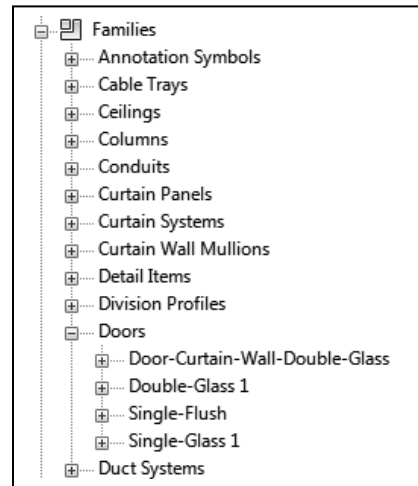 Families
Annotation Symbols
Cable Trays
Ceilings
Columns
Conduits
Curtain Panels
Curtain Systems
Curtain Wall Mullions
Detail Items
Division Profiles
Doors
Door-Curtain-Wall-Double-Glass
Double-Glass 1
Single-Flush
Single-Glass 1
Duct Systems